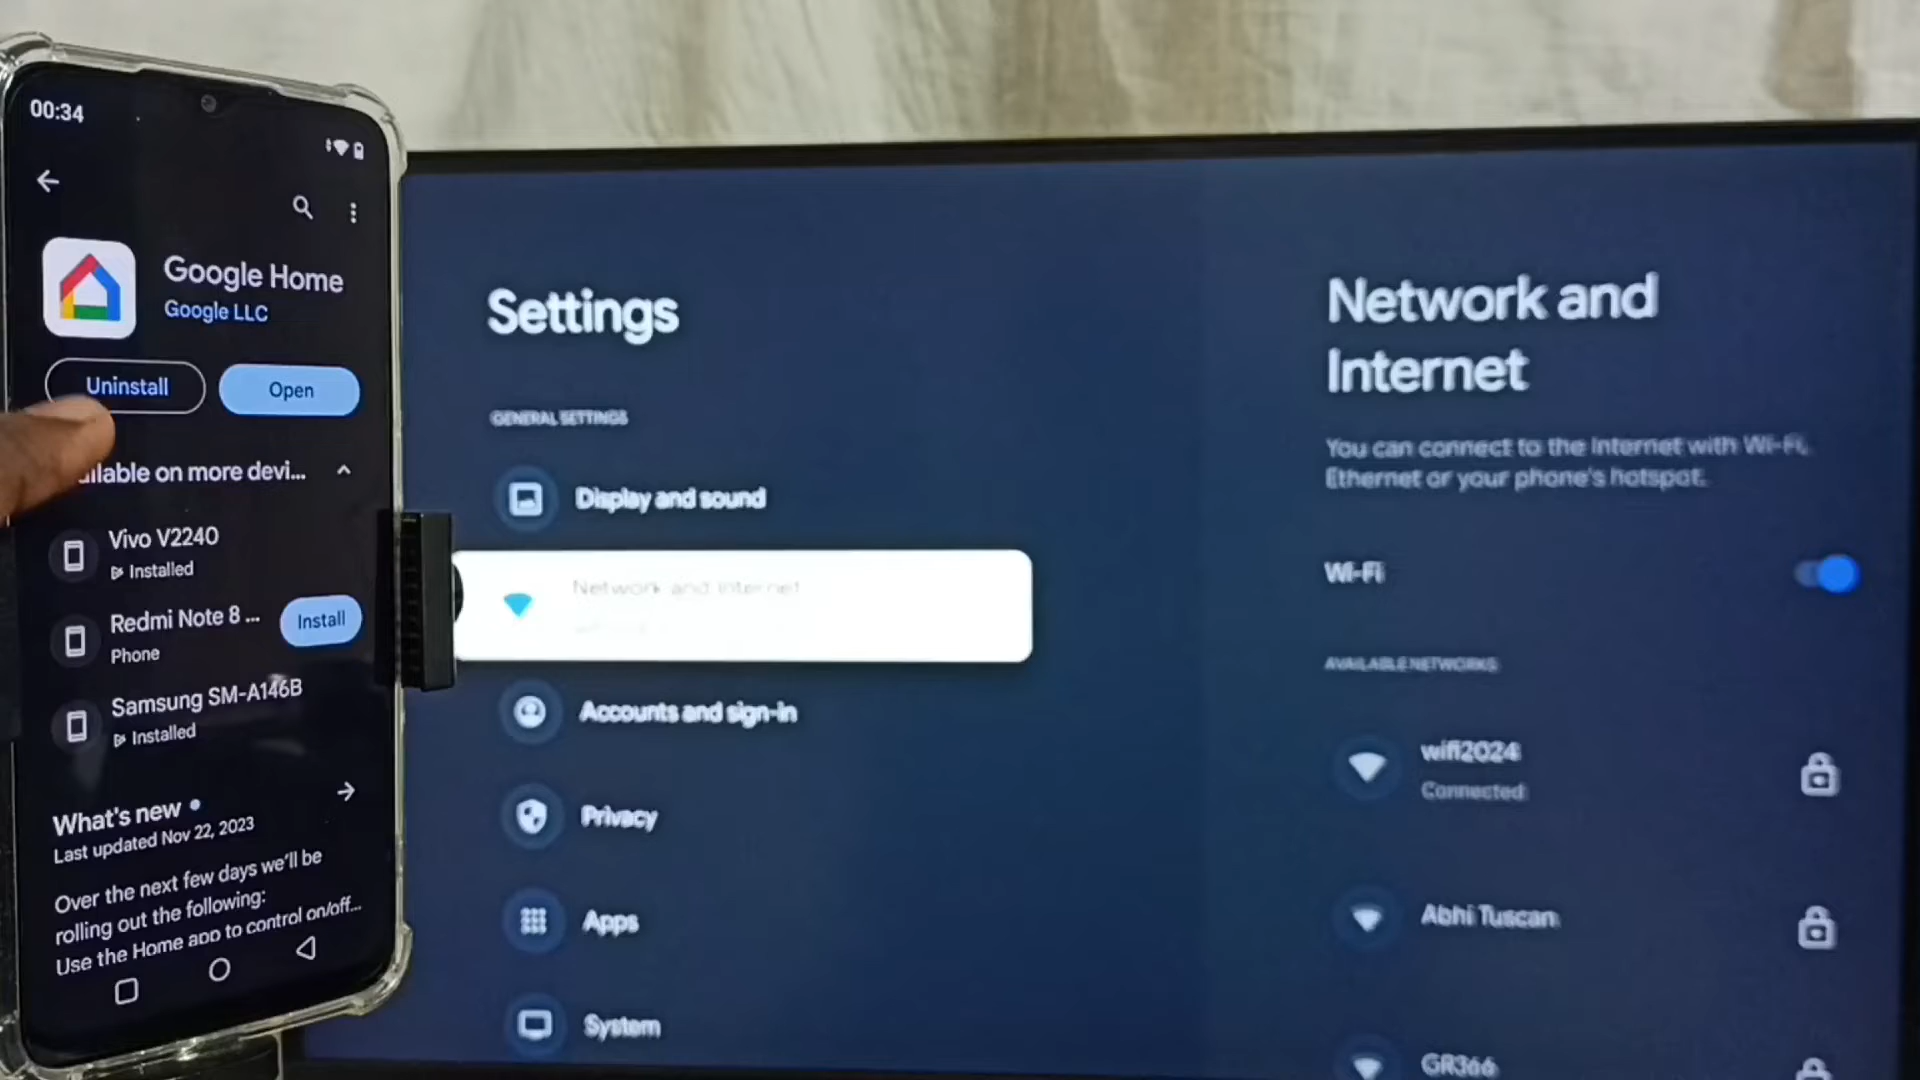 00:34
Google Home
Google LLC
Uninstall
Open
ilable on more devi...
Vivo V2240
Installed
Redmi Note 8 ...
Phone
Install
Samsung SM-A146B
Installed
What's new
Last updated Nov 22, 2023
Over the next few days we'll be
rolling out the following:
Use the Home app to control on/off...
Settings
GENERAL SETTINGS
Display and sound
Network and Internet
Accounts and sign-in
Privacy
Apps
System
Network and
Internet
You can connect to the Internet with Wi-Fi,
Ethernet or your phone's hotspot.
Wi-Fi
AVAILABLE NETWORKS
wifi2024
Connected
Abhi Tuscan
GR366